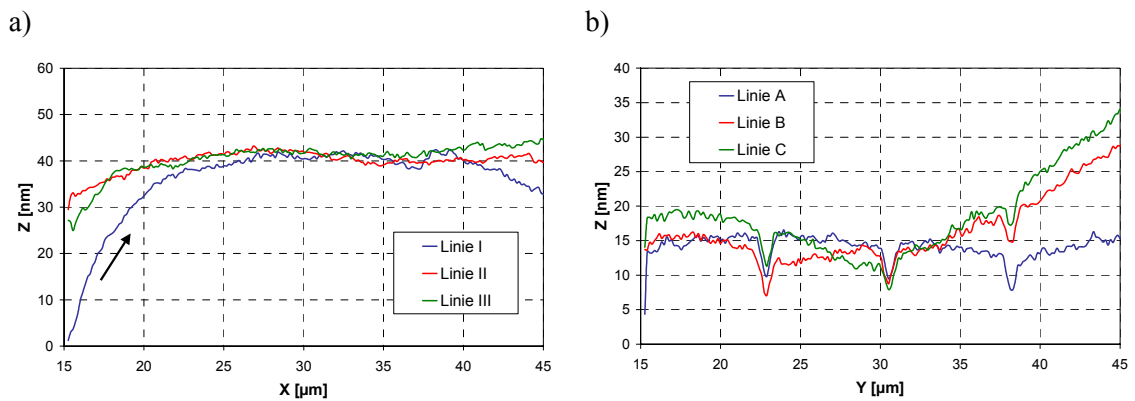 a)
60
50
40
30
20
10
0
Z [nm]
15 20 25 30 35 40 45
X [µm]
Linie I
Linie II
Linie III
b)
40
35
30
25
20
15
10
5
0
Z [nm]
15 20 25 30 35 40 45
Y [µm]
Linie A
Linie B
Linie C